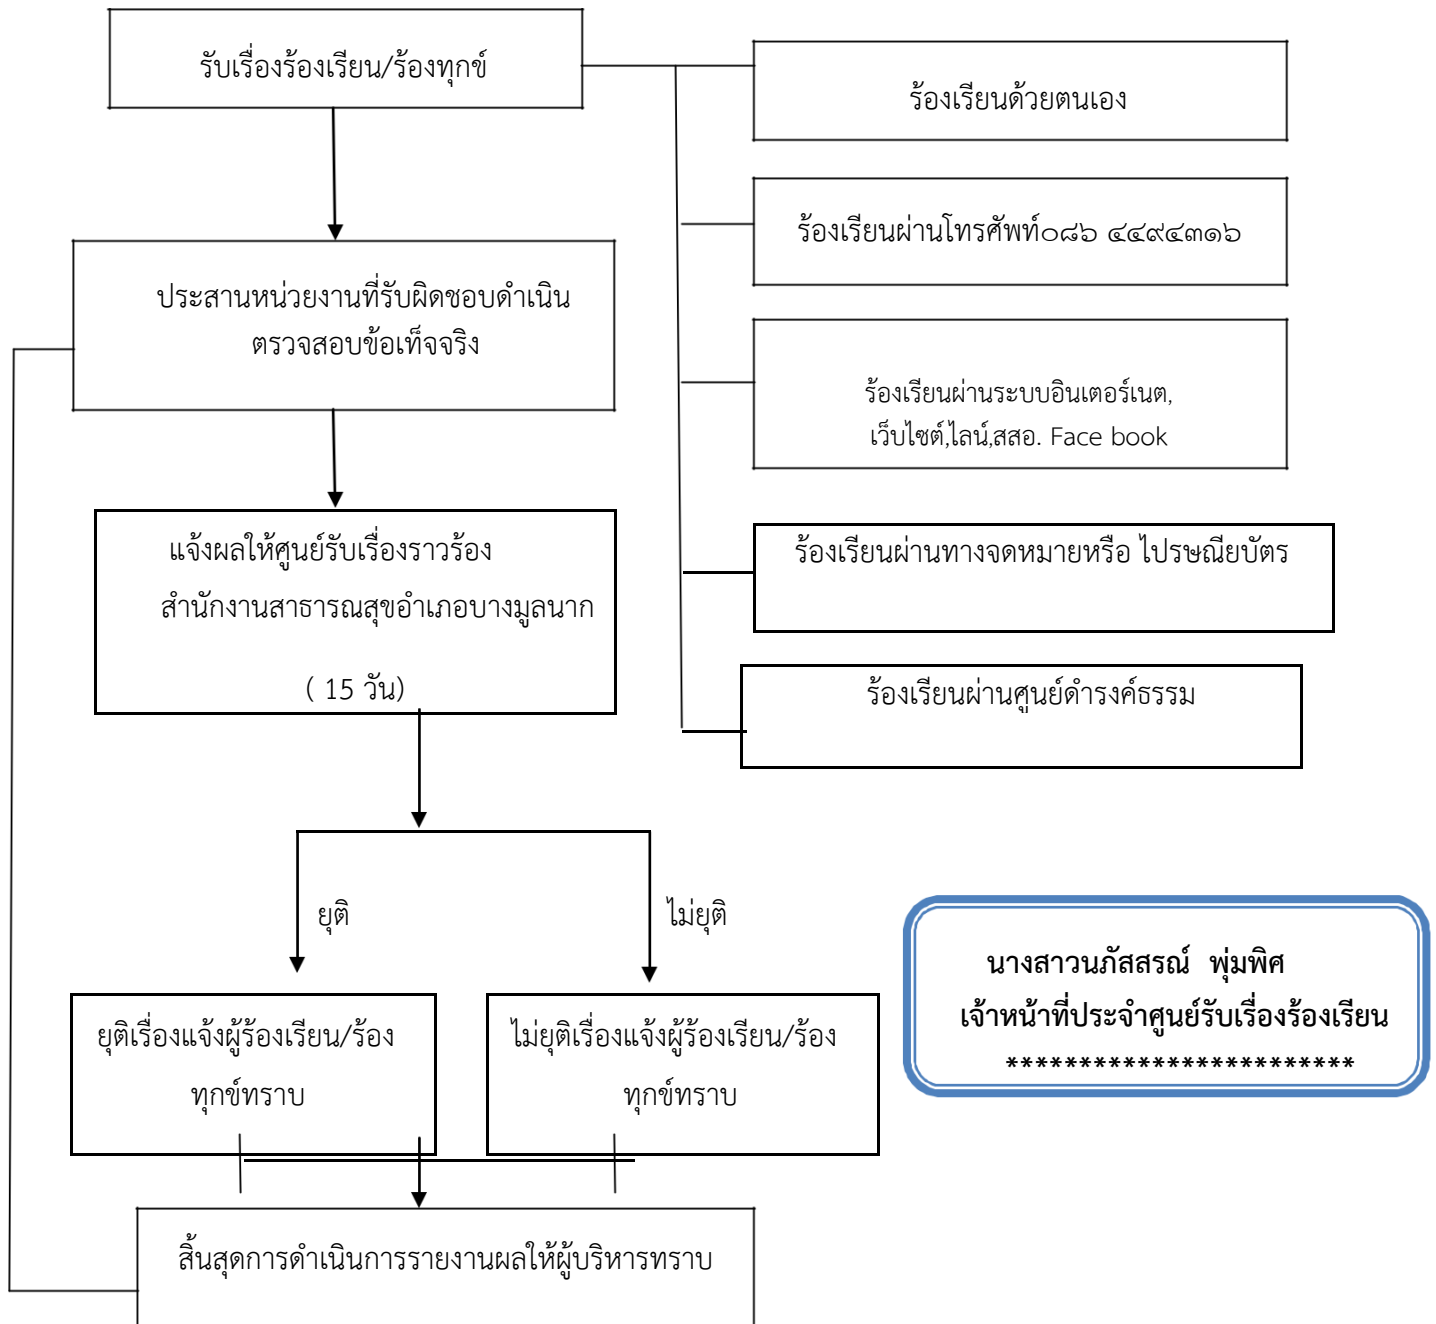 รับเรื่องร้องเรียน/ร้องทุกข์
ร้องเรียนด้วยตนเอง
ร้องเรียนผ่านโทรศัพท์๐๘๖ ๔๔๙๔๓๑๖
ประสานหน่วยงานที่รับผิดชอบดำเนิน
ตรวจสอบข้อเท็จจริง
ร้องเรียนผ่านระบบอินเตอร์เนต,
เว็บไซต์,ไลน์,สสอ. Face book
แจ้งผลให้ศูนย์รับเรื่องราวร้อง
สำนักงานสาธารณสุขอำเภอบางมูลนาก
( 15 วัน)
ร้องเรียนผ่านทางจดหมายหรือ ไปรษณียบัตร
ร้องเรียนผ่านศูนย์ดำรงค์ธรรม
ยุติ
ไม่ยุติ
ยุติเรื่องแจ้งผู้ร้องเรียน/ร้อง
ทุกข์ทราบ
ไม่ยุติเรื่องแจ้งผู้ร้องเรียน/ร้อง
ทุกข์ทราบ
นางสาวนภัสสรณ์ พุ่มพิศ
เจ้าหน้าที่ประจำศูนย์รับเรื่องร้องเรียน
************************
สิ้นสุดการดำเนินการรายงานผลให้ผู้บริหารทราบ